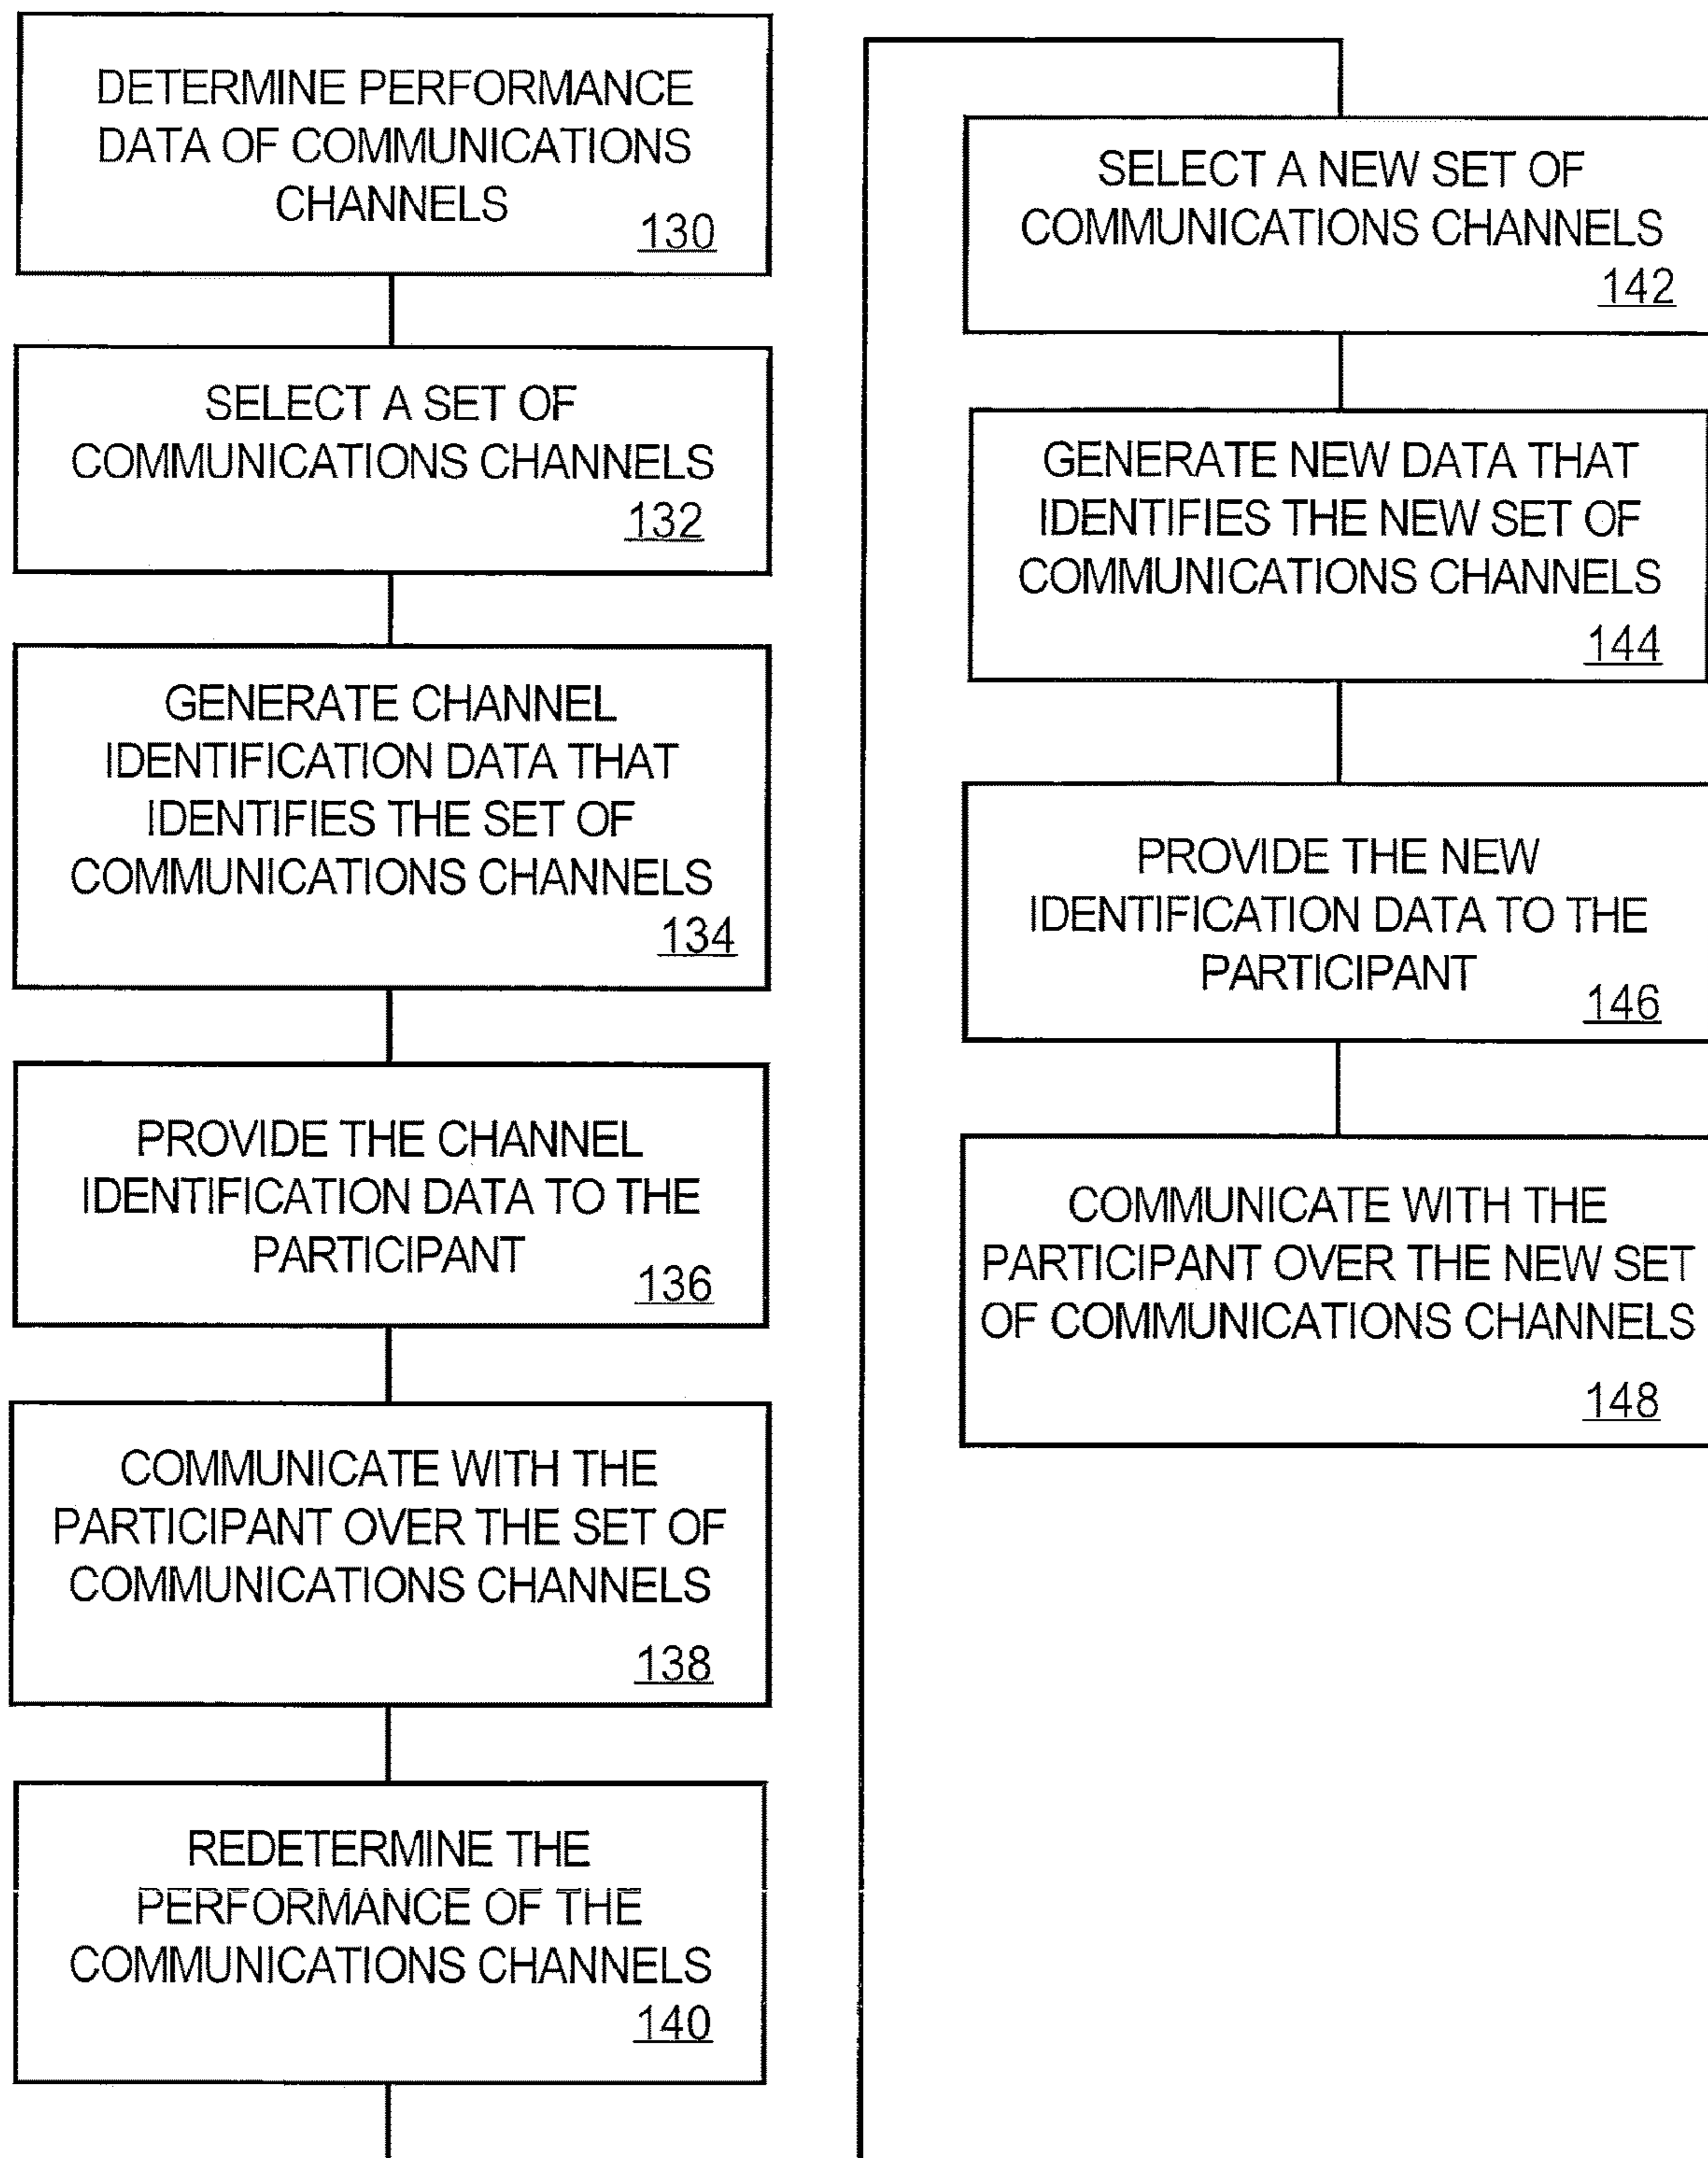 DETERMINE PERFORMANCE
DATA OF COMMUNICATIONS
CHANNELS
130
SELECT A SET OF
COMMUNICATIONS CHANNELS
132
GENERATE CHANNEL
IDENTIFICATION DATA THAT
IDENTIFIES THE SET OF
COMMUNICATIONS CHANNELS
134
PROVIDE THE CHANNEL
IDENTIFICATION DATA TO THE
PARTICIPANT
136
COMMUNICATE WITH THE
PARTICIPANT OVER THE SET OF
COMMUNICATIONS CHANNELS
138
REDETERMINE THE
PERFORMANCE OF THE
COMMUNICATIONS CHANNELS
140
SELECT A NEW SET OF
COMMUNICATIONS CHANNELS
142
GENERATE NEW DATA THAT
IDENTIFIES THE NEW SET OF
COMMUNICATIONS CHANNELS
144
PROVIDE THE NEW
IDENTIFICATION DATA TO THE
PARTICIPANT
146
COMMUNICATE WITH THE
PARTICIPANT OVER THE NEW SET
OF COMMUNICATIONS CHANNELS
148